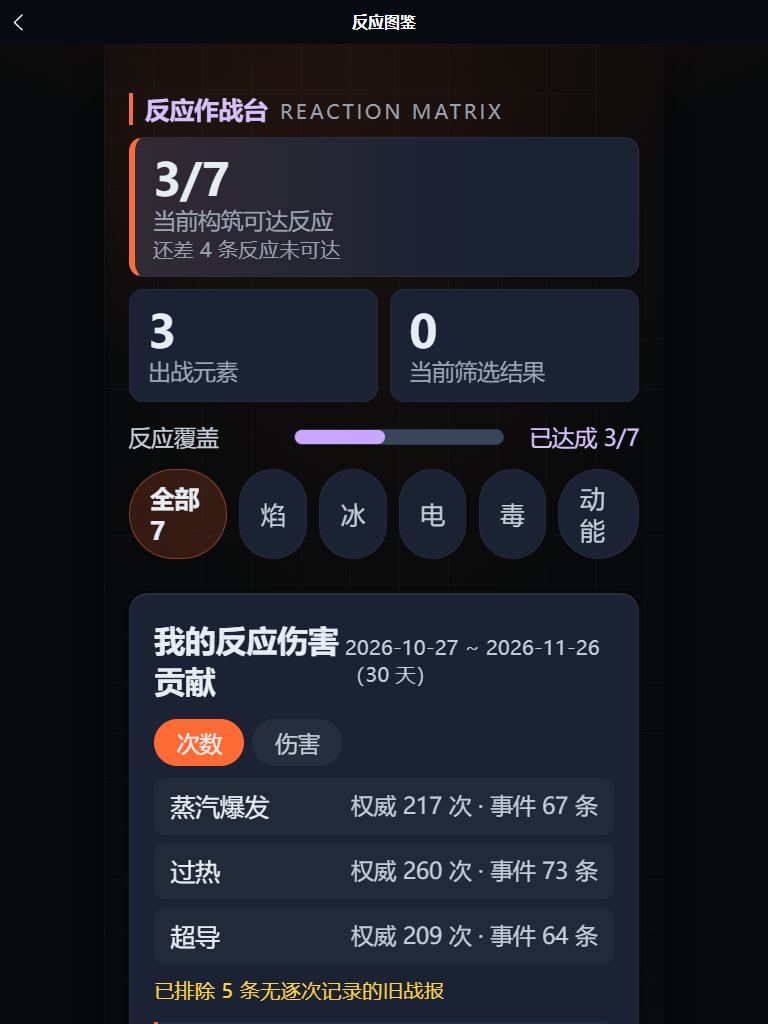 反应图鉴
反应作战台 REACTION MATRIX
3/7
当前构筑可达反应
还差 4 条反应未可达
3
出战元素
0
当前筛选结果
反应覆盖 已达成 3/7
全部
7
焰
冰
电
毒
动
能
我的反应伤害
贡献
2026-10-27 ~ 2026-11-26
(30 天)
次数
伤害
蒸汽爆发 权威 217 次 · 事件 67 条
过热 权威 260 次 · 事件 73 条
超导 权威 209 次 · 事件 64 条
已排除 5 条无逐次记录的旧战报